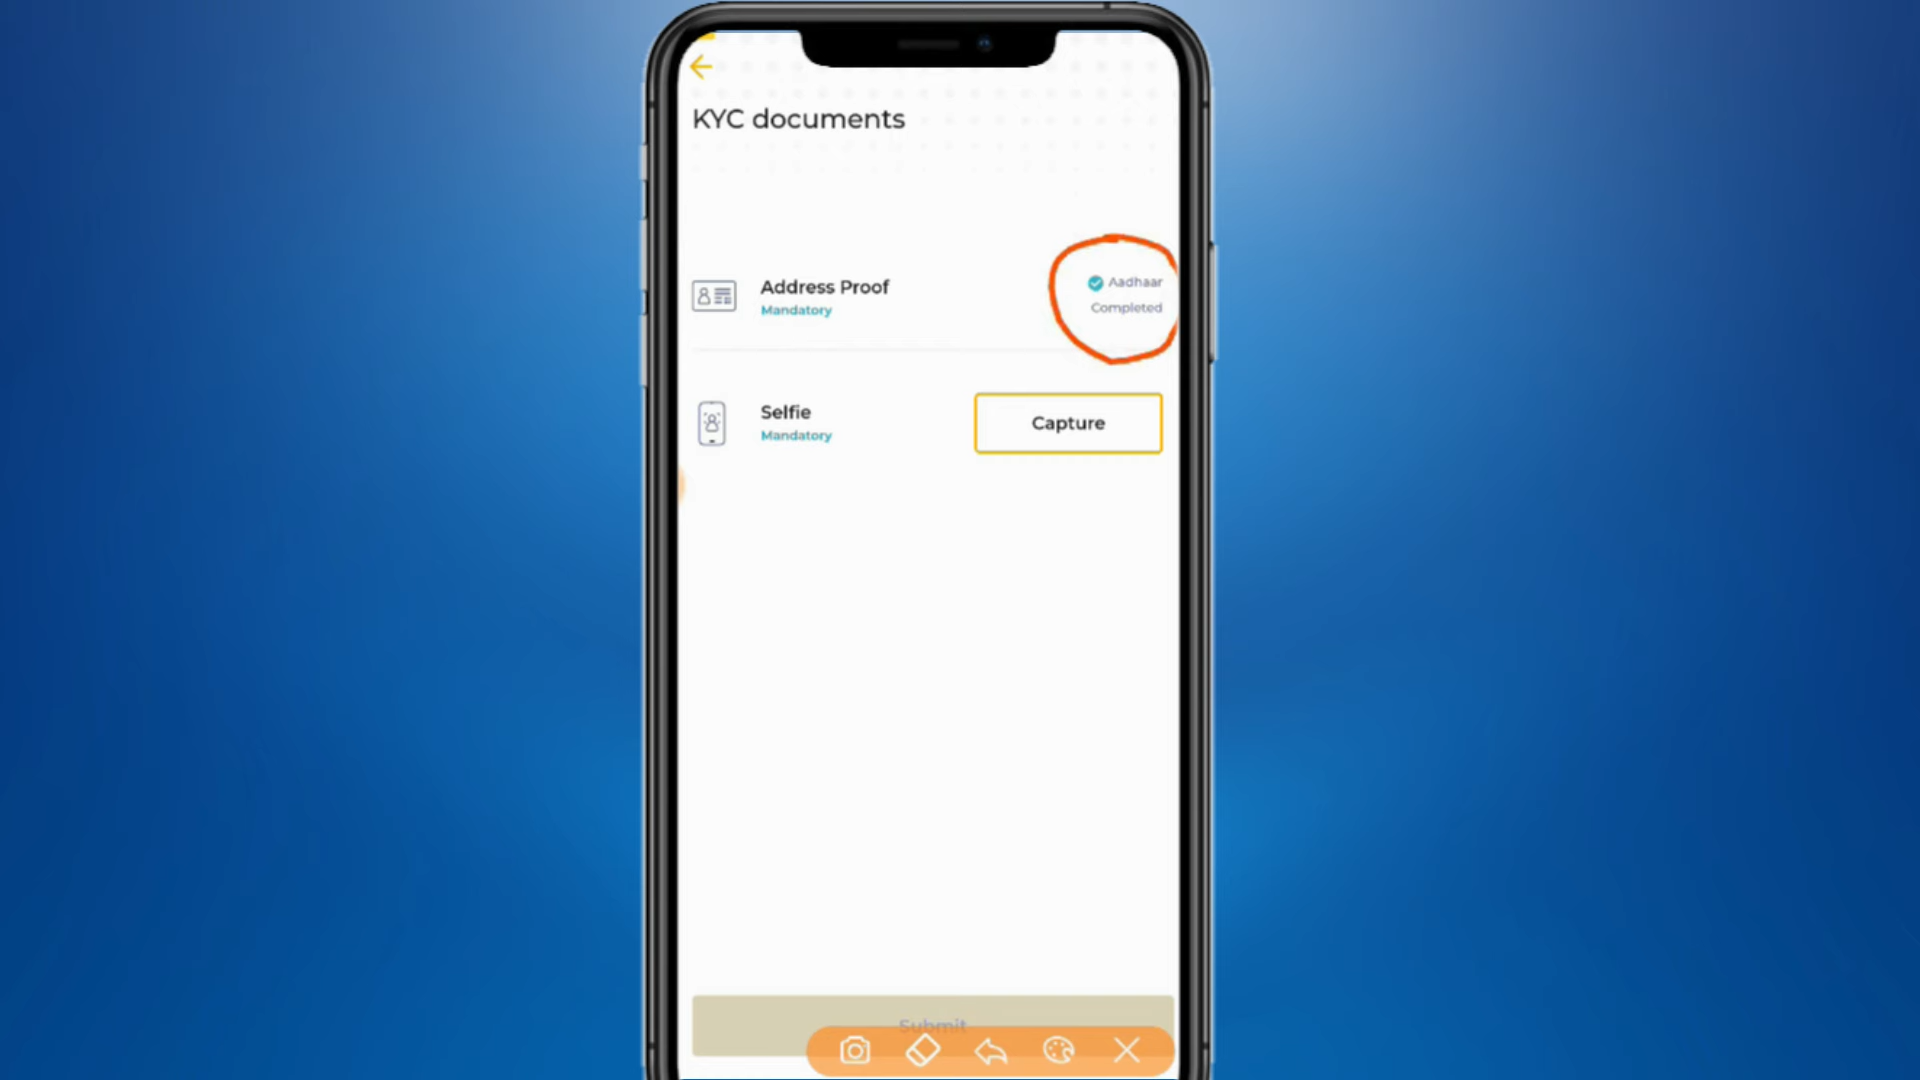 KYC documents
Address Proof
Mandatory
Aadhaar
Completed
Selfie
Mandatory
Capture
Submit